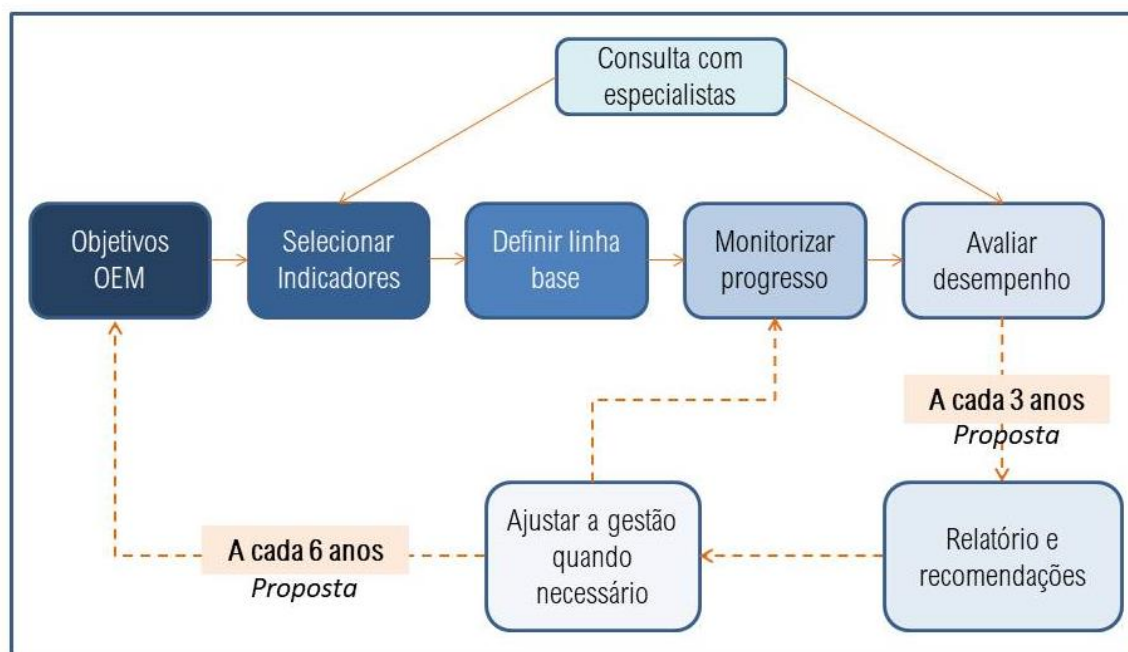 Consulta com
especialistas
Objetivos
OEM
Selecionar
Indicadores
Definir linha
base
Monitorizar
progresso
Avaliar
desempenho
A cada 3 anos
Proposta
Ajustar a gestão
quando
necessário
A cada 6 anos
Proposta
Relatório e
recomendações